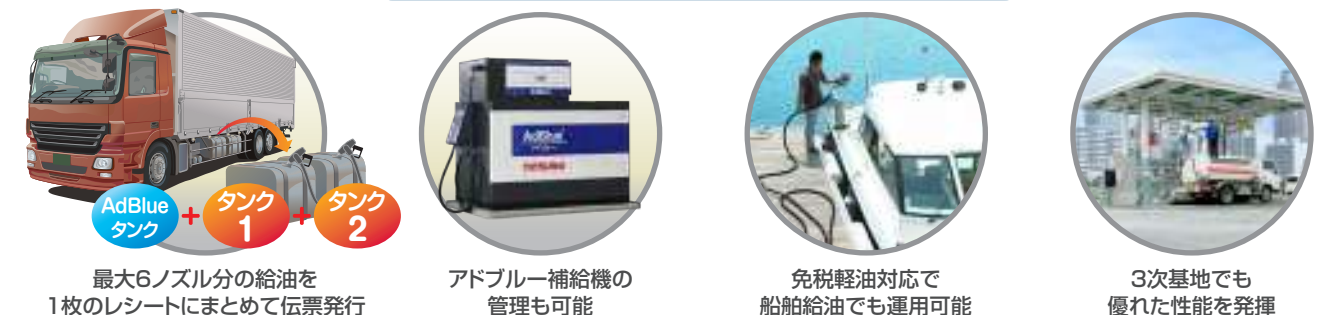 AdBlue
タンク
+
タンク
1
+
タンク
2
最大6ノズル分の給油を
1枚のレシートにまとめて伝票発行
AdBlue
アドブルー補給機の
管理も可能
免税軽油対応で
船舶給油でも運用可能
3次基地でも
優れた性能を発揮